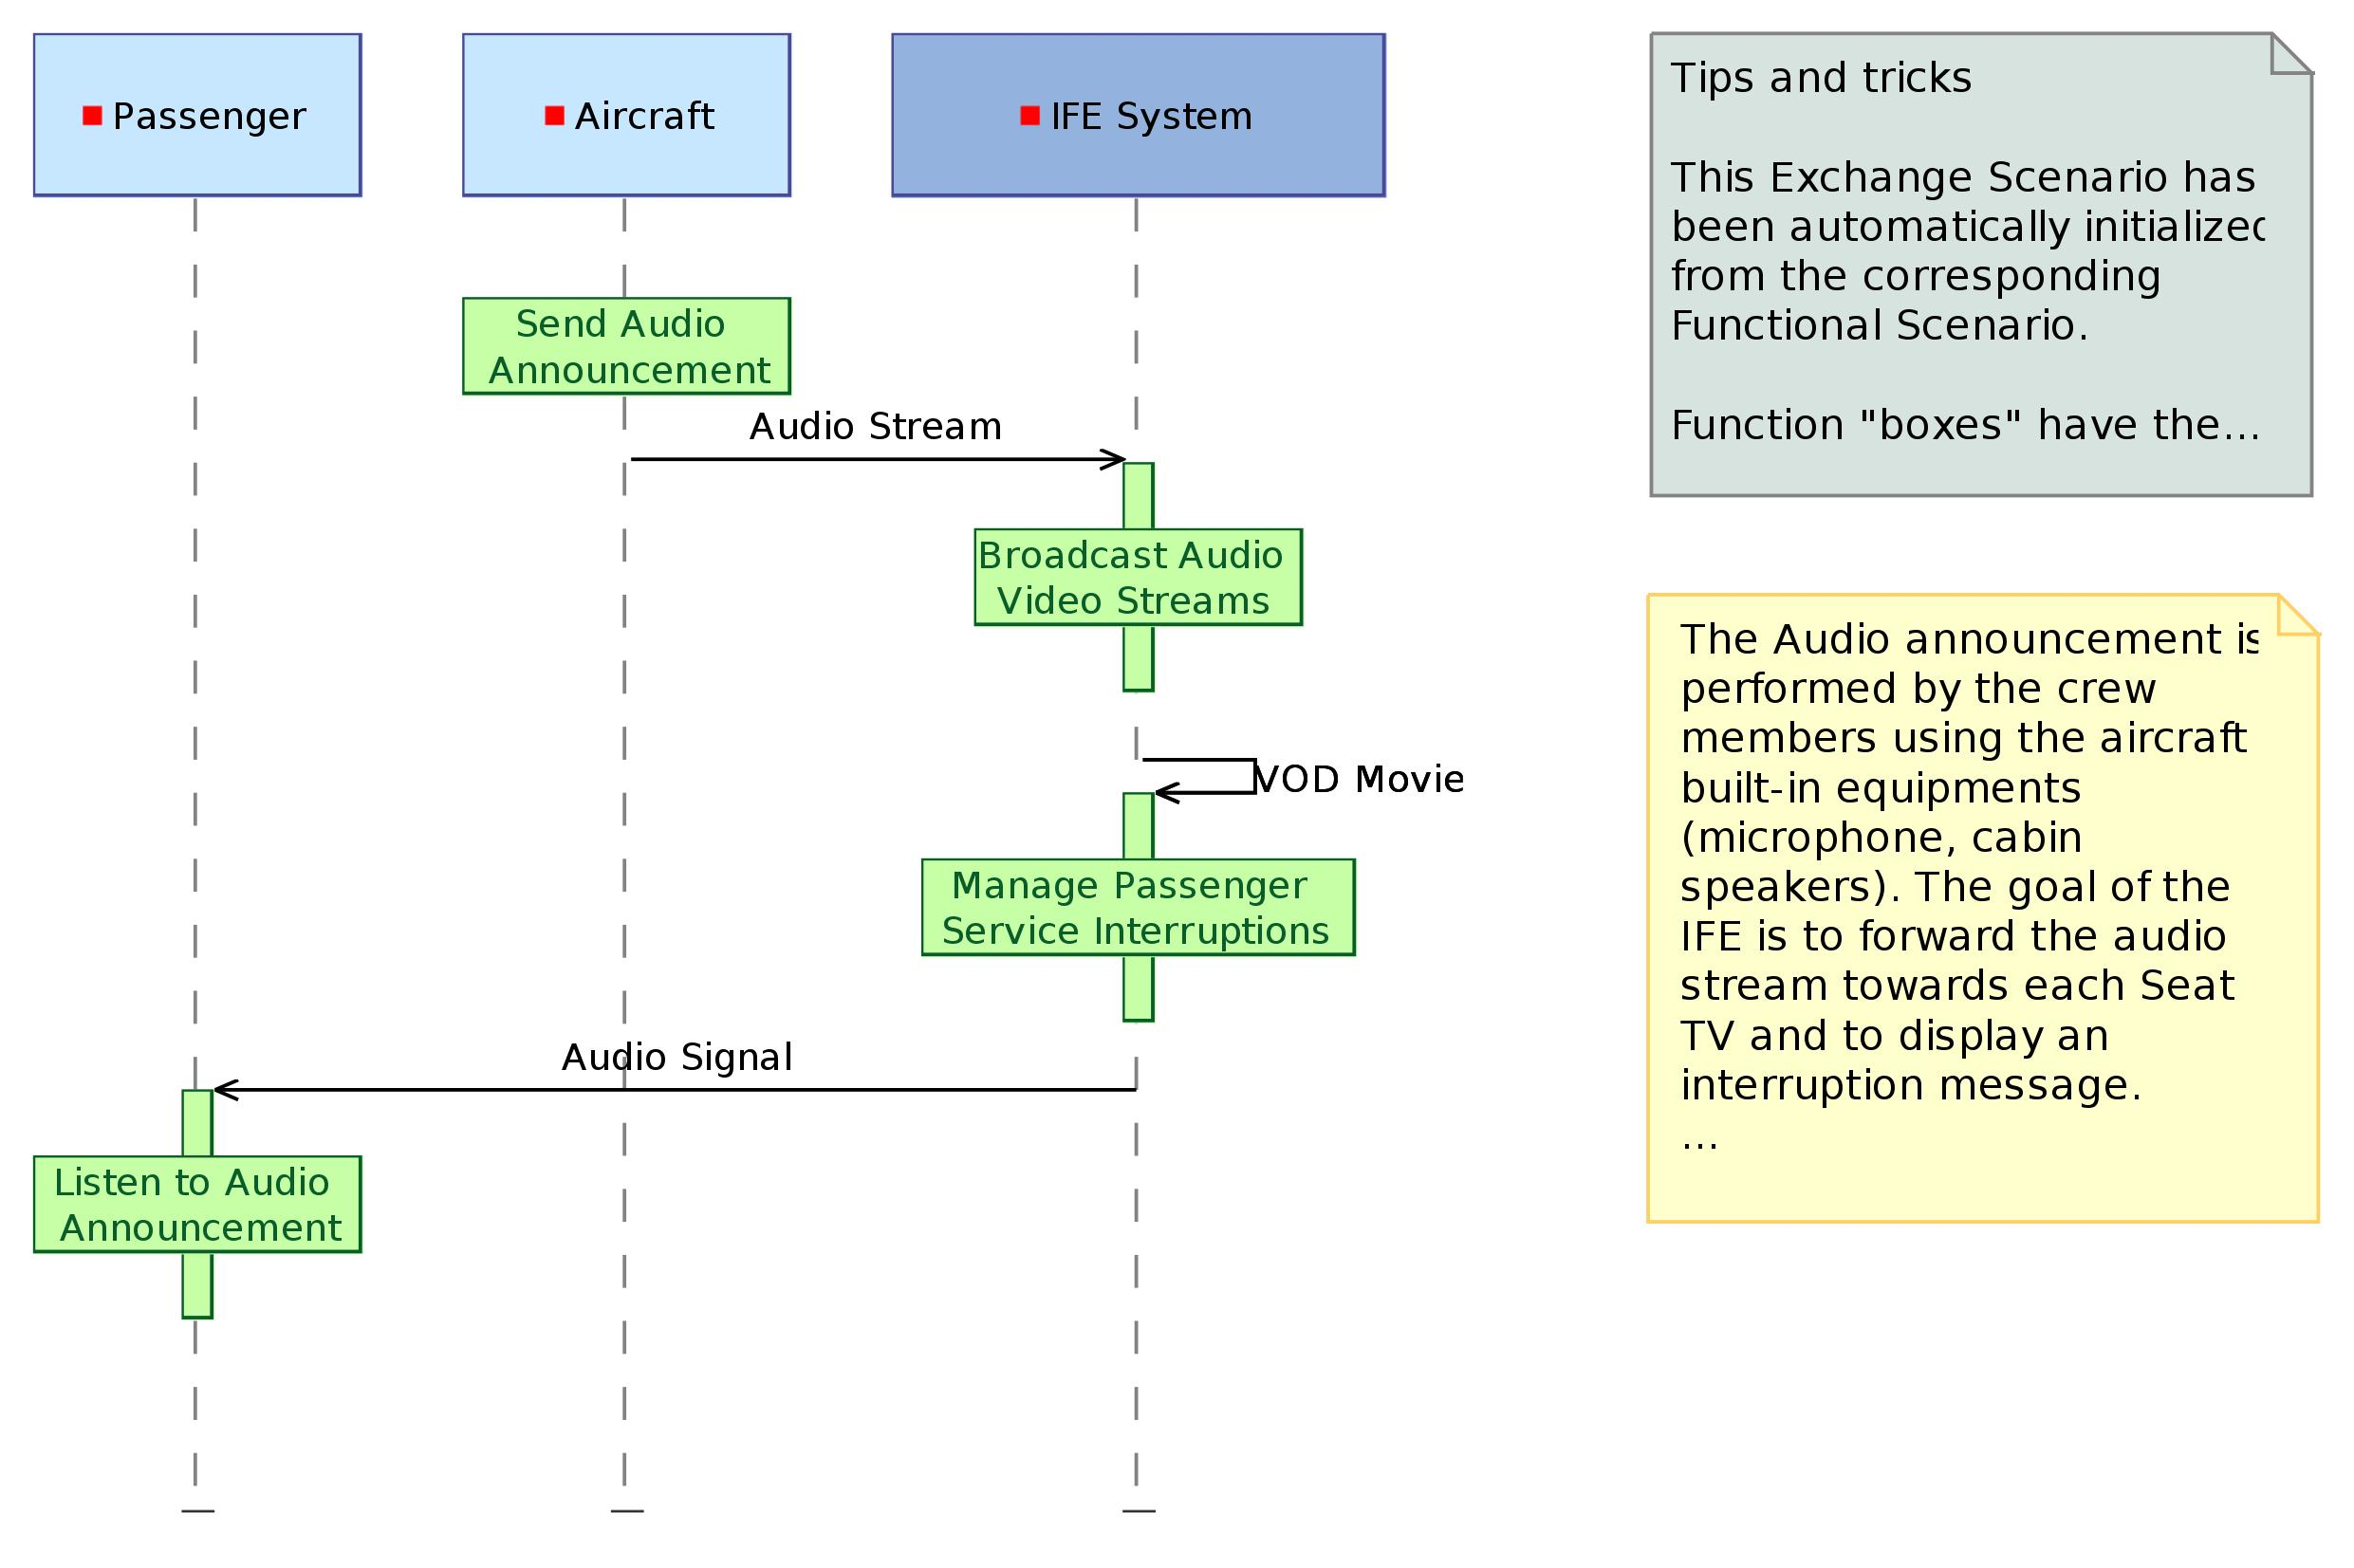 Passenger
Aircraft
IFE System
Send Audio
Announcement
Audio Stream
Broadcast Audio
Video Streams
VOD Movie
Manage Passenger
Service Interruptions
Audio Signal
Listen to Audio
Announcement
Tips and tricks
This Exchange Scenario has
been automatically initialized
from the corresponding
Functional Scenario.
Function "boxes" have the...
The Audio announcement is
performed by the crew
members using the aircraft
built-in equipments
(microphone, cabin
speakers). The goal of the
IFE is to forward the audio
stream towards each Seat
TV and to display an
interruption message.
...